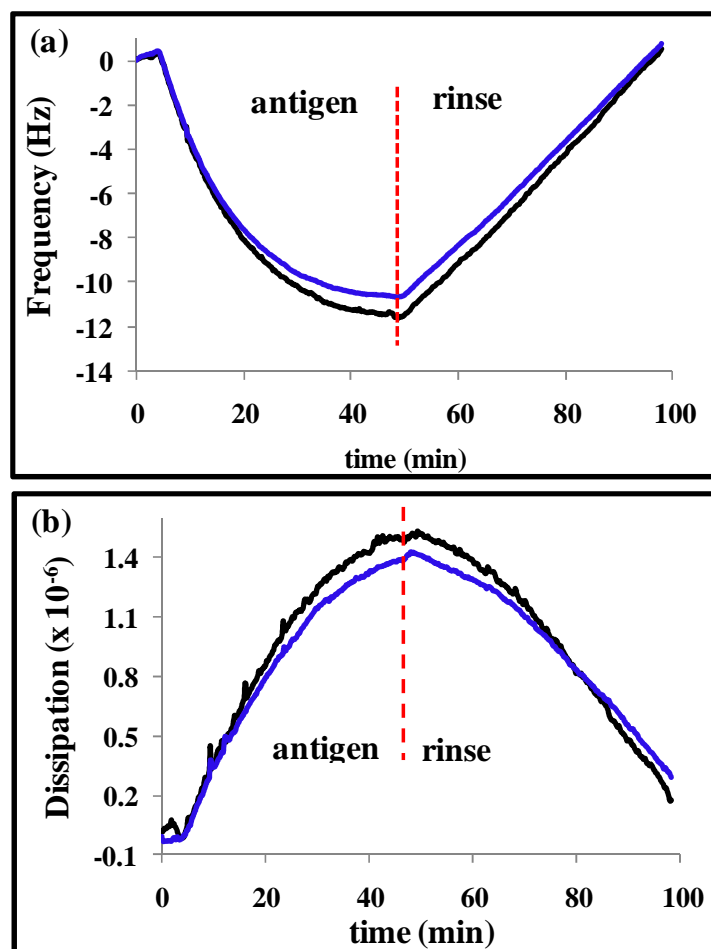 (a)
0
-2
-4
-6
-8
-10
-12
-14
Frequency (Hz)
antigen rinse
0 20 40 60 80 100
time (min)
(b)
1.4
1.1
0.8
0.5
0.2
-0.1
Dissipation (x 10⁻⁶)
antigen rinse
0 20 40 60 80 100
time (min)